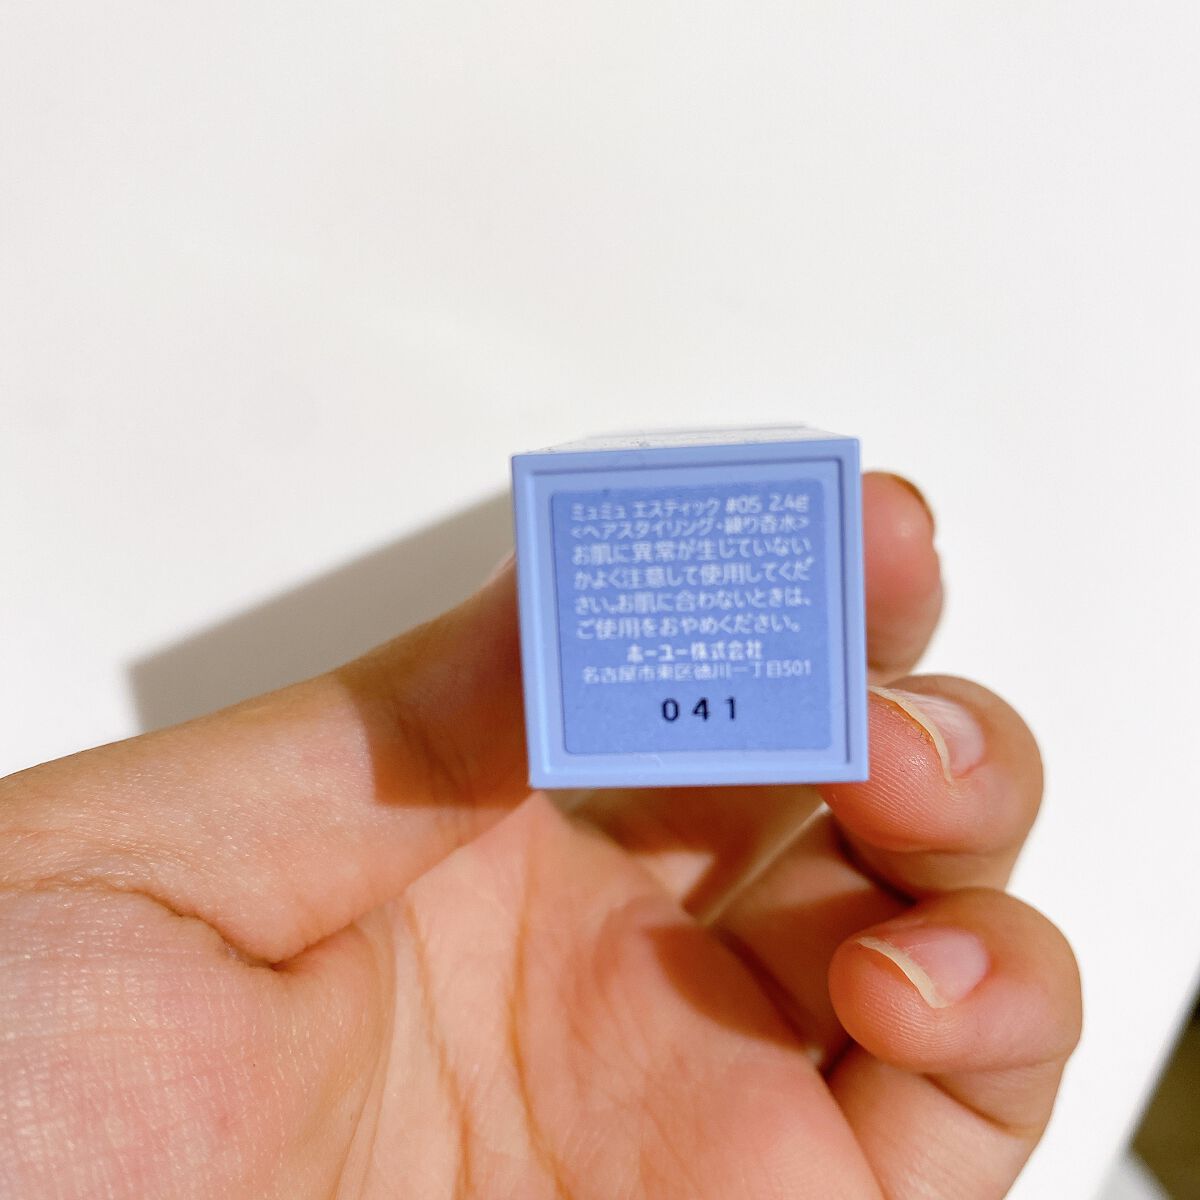 ミュミュ エスティック #05 2.4g
<ヘアスタイリング・練り香水>
お肌に異常が生じていない
かよく注意して使用してくだ
さい。お肌に合わないときは、
ご使用をおやめください。
ホーユー株式会社
名古屋市東区徳川一丁目501
041